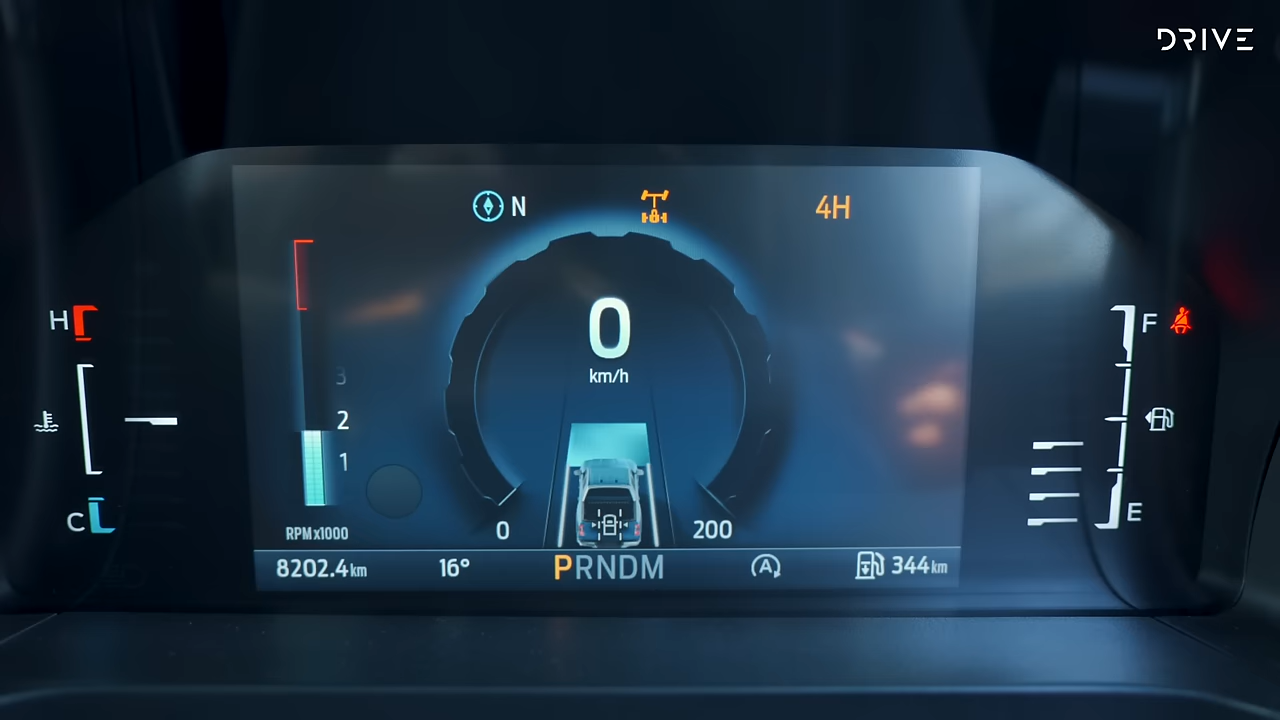 DRIVE
N
4H
H
F
3
0
km/h
2
1
C
E
RPMx1000
0
200
8202.4km
16°
PRNDM
A
344km